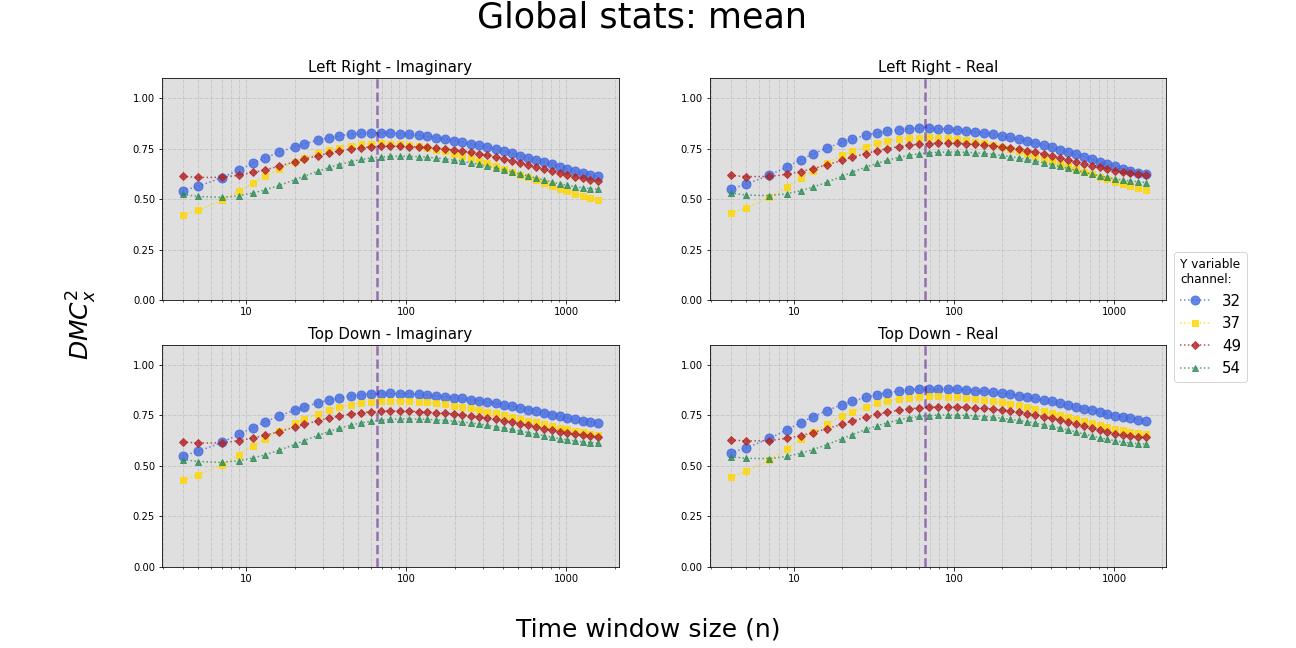 Global stats: mean
Left Right - Imaginary
1.00
0.75
0.50
0.25
0.00
10 100 1000
Left Right - Real
1.00
0.75
0.50
0.25
0.00
10 100 1000
Top Down - Imaginary
1.00
0.75
0.50
0.25
0.00
10 100 1000
Top Down - Real
1.00
0.75
0.50
0.25
0.00
10 100 1000
DMC²ₓ
Y variable
channel:
32
37
49
54
Time window size (n)